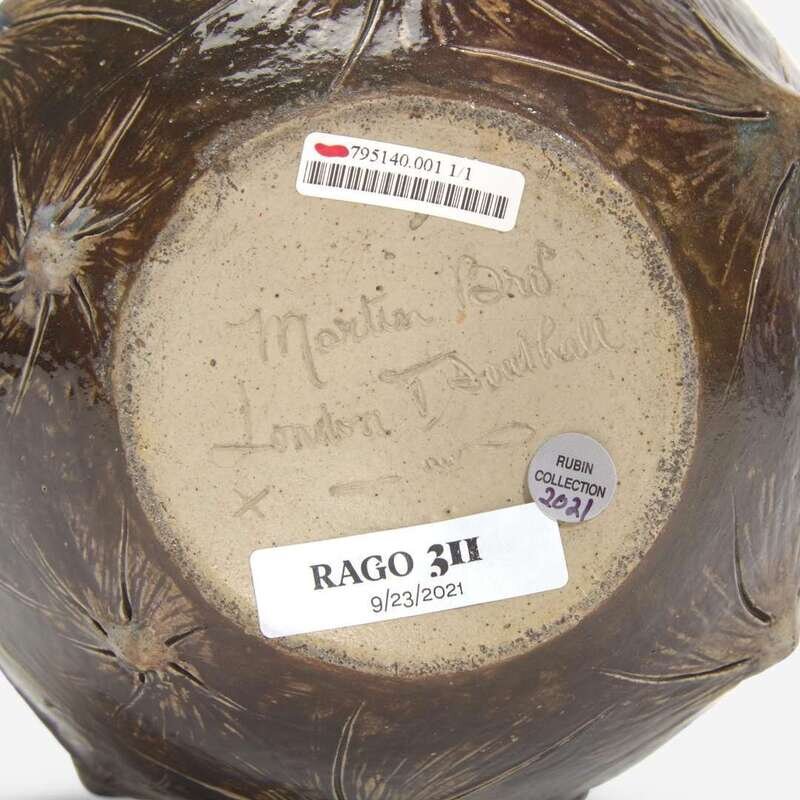 795140.001 1/1
Martin Bros
London & Southall
RUBIN
COLLECTION
2021
RAGO 311
9/23/2021